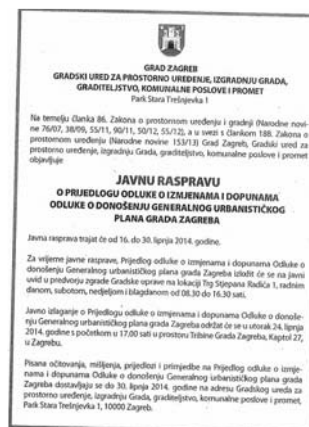 GRAD ZAGREB
GRADSKI URED ZA PROSTORNO UREĐENJE, IZGRADNJU GRADA,
GRADITELJSTVO, KOMUNALNE POSLOVE I PROMET
Park Stara Trešnjevka 1
Na temelju članka 86. Zakona o prostornom uređenju i gradnji (Narodne novi-
ne 76/07, 38/09, 55/11, 90/11, 50/12, 55/12), a u svezi s člankom 188. Zakona o
prostornom uređenju (Narodne novine 153/13) Grad Zagreb, Gradski ured za
prostorno uređenje, izgradnju Grada, graditeljstvo, komunalne poslove i promet
objavljuje
JAVNU RASPRAVU
O PRIJEDLOGU ODLUKE O IZMJENAMA I DOPUNAMA
ODLUKE O DONOŠENJU GENERALNOG URBANISTIČKOG
PLANA GRADA ZAGREBA
Javna rasprava trajat će od 16. do 30. lipnja 2014. godine.
Za vrijeme javne rasprave, Prijedlog odluke o izmjenama i dopunama Odluke o
donošenju Generalnog urbanističkog plana grada Zagreba izložit će se na javni
uvid u predvorju zgrade Gradske uprave na lokaciji Trg Stjepana Radića 1, radnim
danom, subotom, nedjeljom i blagdanom od 08.30 do 16.30 sati.
Javno izlaganje o Prijedlogu odluke o izmjenama i dopunama Odluke o donoše-
nju Generalnog urbanističkog plana grada Zagreba održat će se u utorak 24. lipnja
2014. godine s početkom u 17.00 sati u prostoru Tribine Grada Zagreba, Kaptol 27,
u Zagrebu.
Pisana očitovanja, mišljenja, prijedlozi i primjedbe na Prijedlog odluke o izmje-
nama i dopunama Odluke o donošenju Generalnog urbanističkog plana grada
Zagreba dostavljaju se do 30. lipnja 2014. godine na adresu Gradskog ureda za
prostorno uređenje, izgradnju Grada, graditeljstvo, komunalne poslove i promet,
Park Stara Trešnjevka 1, 10000 Zagreb.